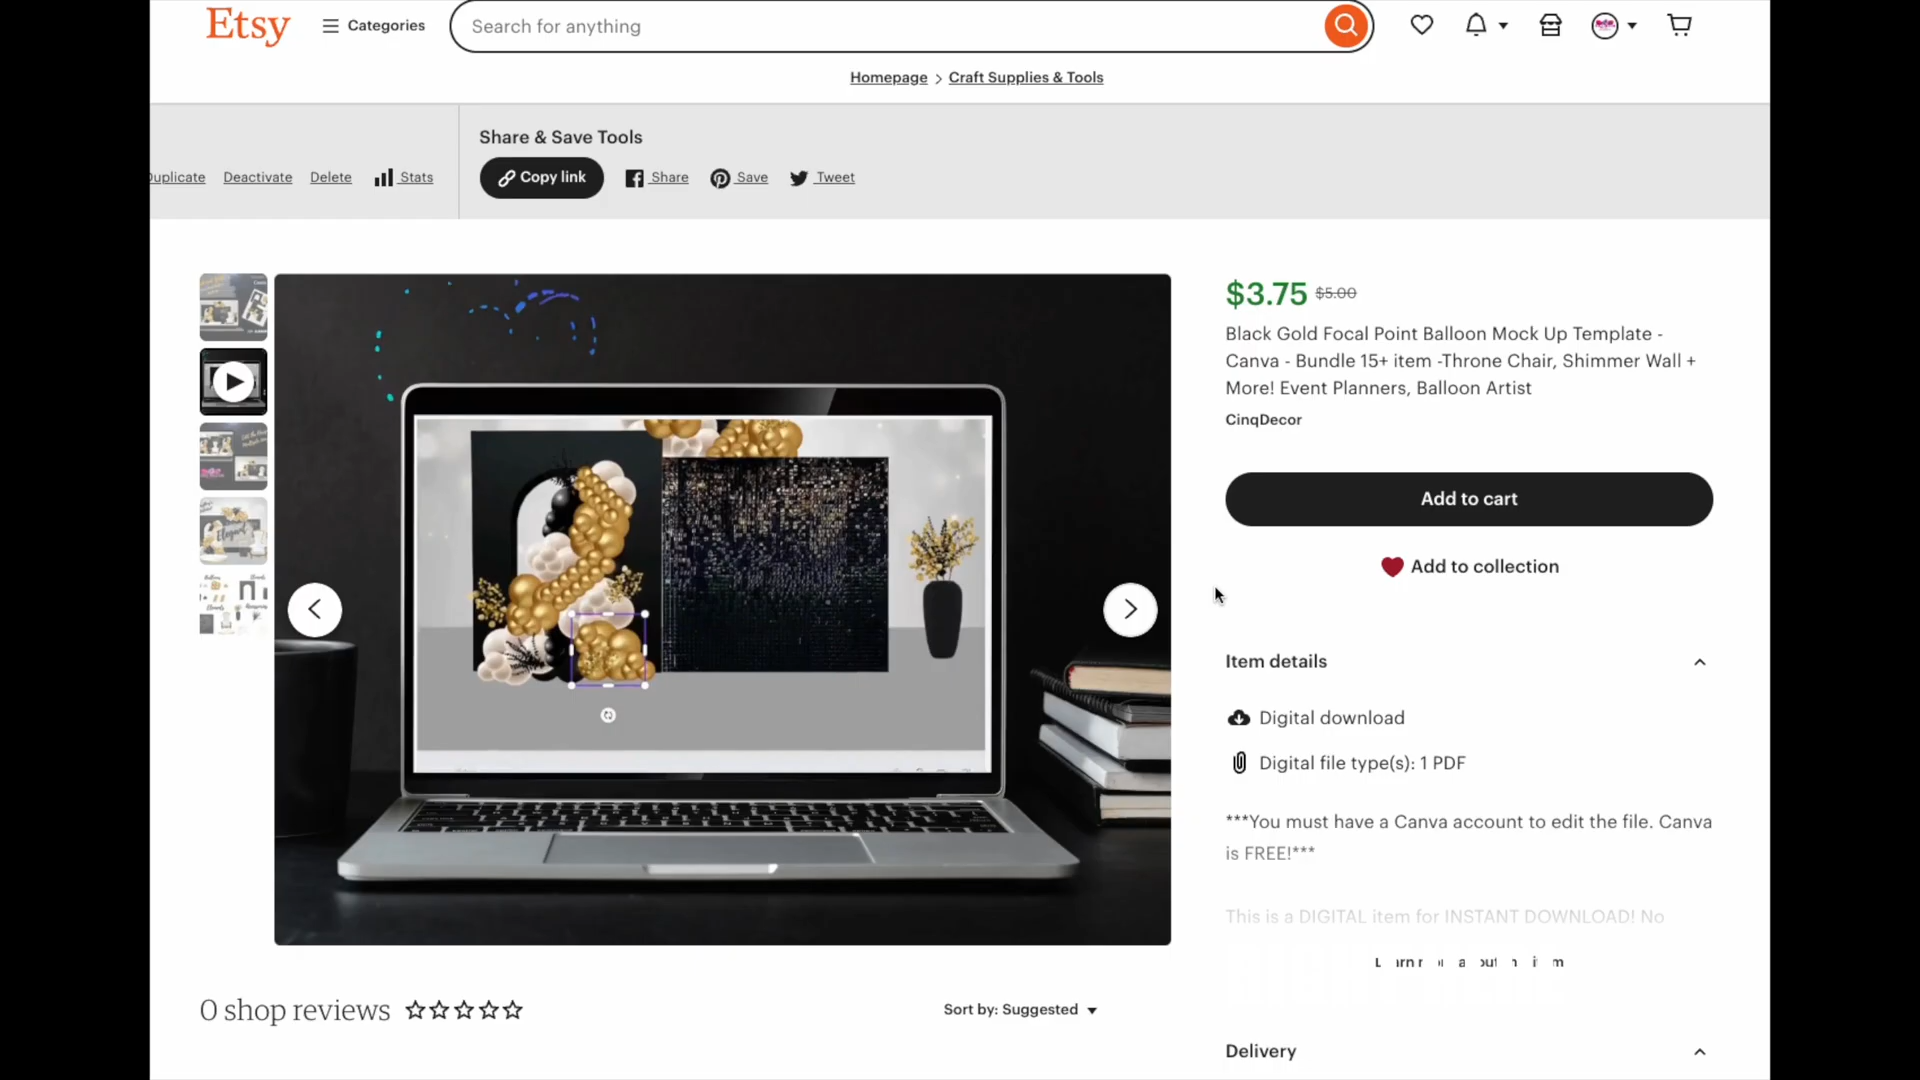 Etsy
Categories
Search for anything
Homepage > Craft Supplies & Tools
Share & Save Tools
Deactivate Delete Stats
Copy link Share Save Tweet
$3.75 $5.00
Black Gold Focal Point Balloon Mock Up Template -
Canva - Bundle 15+ item -Throne Chair, Shimmer Wall +
More! Event Planners, Balloon Artist
CinqDecor
Add to cart
Add to collection
Item details
Digital download
Digital file type(s): 1 PDF
***You must have a Canva account to edit the file. Canva
is FREE!***
This is a DIGITAL item for INSTANT DOWNLOAD! No
0 shop reviews
Sort by: Suggested
Delivery